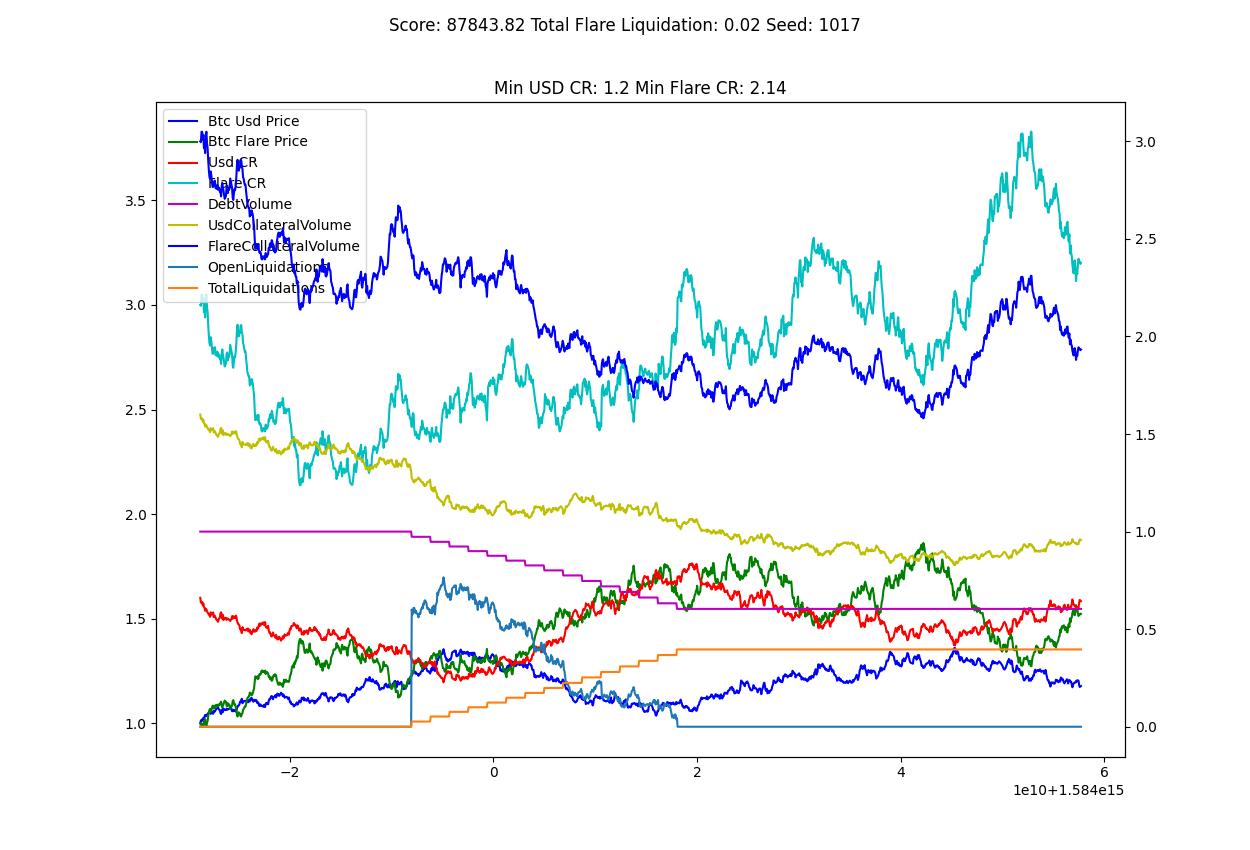 Score: 87843.82 Total Flare Liquidation: 0.02 Seed: 1017
Min USD CR: 1.2 Min Flare CR: 2.14
Btc Usd Price
Btc Flare Price
Usd CR
Flare CR
DebtVolume
UsdCollateralVolume
FlareCollateralVolume
OpenLiquidations
TotalLiquidations
3.5
3.0
2.5
2.0
1.5
1.0
3.0
2.5
2.0
1.5
1.0
0.5
0.0
−2
0
2
4
6
1e10+1.584e15